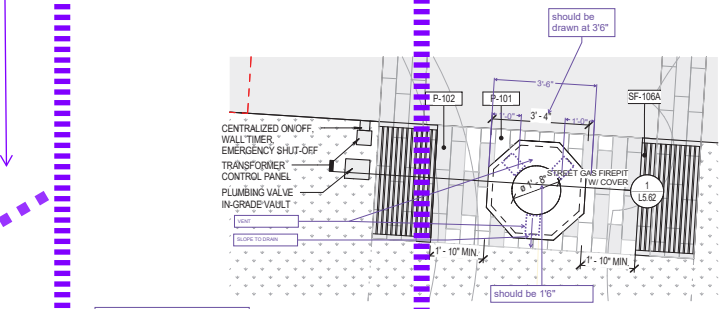 should be
drawn at 3'6"
3'-6"
P-102
P-101
SF-106A
1'-0"
3' - 4"
1'-0"
CENTRALIZED ON/OFF,
WALL TIMER,
EMERGENCY SHUT-OFF
TRANSFORMER
CONTROL PANEL
PLUMBING VALVE
IN-GRADE VAULT
STREET GAS FIREPIT
W/ COVER
Ø 1' - 8"
1
L5.62
VENT
SLOPE TO DRAIN
1' - 10" MIN.
1' - 10" MIN.
should be 1'6"